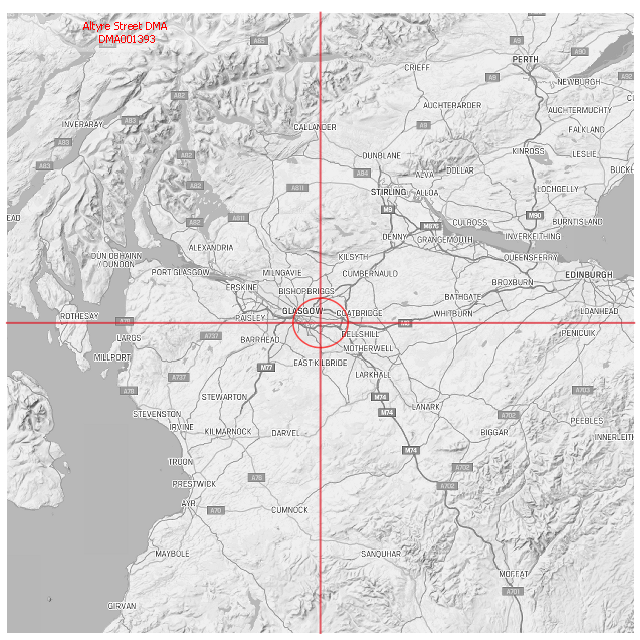 Altyre Street DMA
DMA001393
A85
A9
PERTH
A90
CRIEFF
A9
NEWBURGH
A82
AUCHTERARDER
AUCHTERMUCHTY
INVERARAY
A83
CALLANDER
A9
FALKLAND
A83
A82
DUNBLANE
KINROSS
LESLIE
A84
DOLLAR
ALVA
A82
A811
STIRLING
ALLOA
LOCHGELLY
EAD
A82
A811
M9
CULROSS
M90
BURNTISLAND
M876
DENNY
GRANGEMOUTH
INVERKEITHING
ALEXANDRIA
DÙN OBHAINN
/ DUNOON
KILSYTH
QUEENSFERRY
PORT GLASGOW
MILNGAVIE
CUMBERNAULD
EDINBURGH
ERSKINE
BISHOPBRIGGS
BATHGATE
BROXBURN
ROTHESAY
PAISLEY
GLASGOW
COATBRIDGE
WHITBURN
LOANHEAD
M8
LARGS
A737
BARRHEAD
BELLSHILL
PENICUIK
MILLPORT
MOTHERWELL
M77
EAST KILBRIDE
A737
LARKHALL
A78
STEWARTON
M74
A703
STEVENSTON
M74
LANARK
A702
PEEBLES
IRVINE
KILMARNOCK
DARVEL
BIGGAR
INNERLEITH
TROON
M74
A702
PRESTWICK
A76
A702
AYR
A70
CUMNOCK
MAYBOLE
SANQUHAR
MOFFAT
A701
GIRVAN